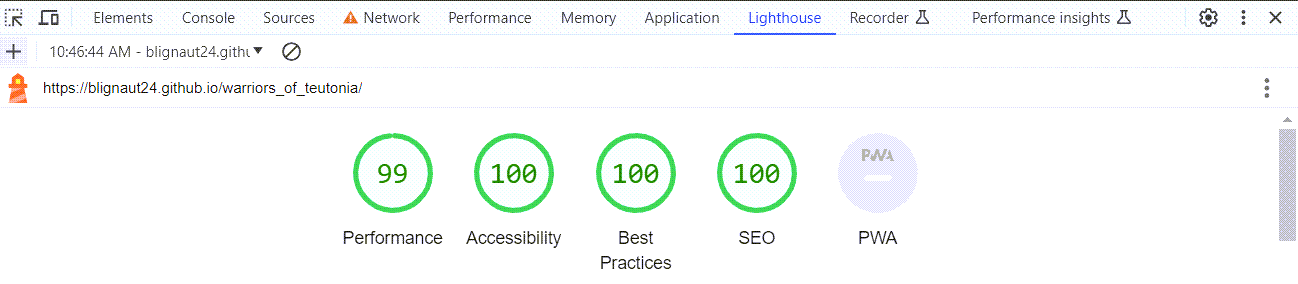 Elements Console Sources Network Performance Memory Application Lighthouse Recorder Performance insights
10:46:44 AM - blignaut24.githu
https://blignaut24.github.io/warriors_of_teutonia/
99 100 100 100 PWA
Performance Accessibility Best Practices SEO PWA